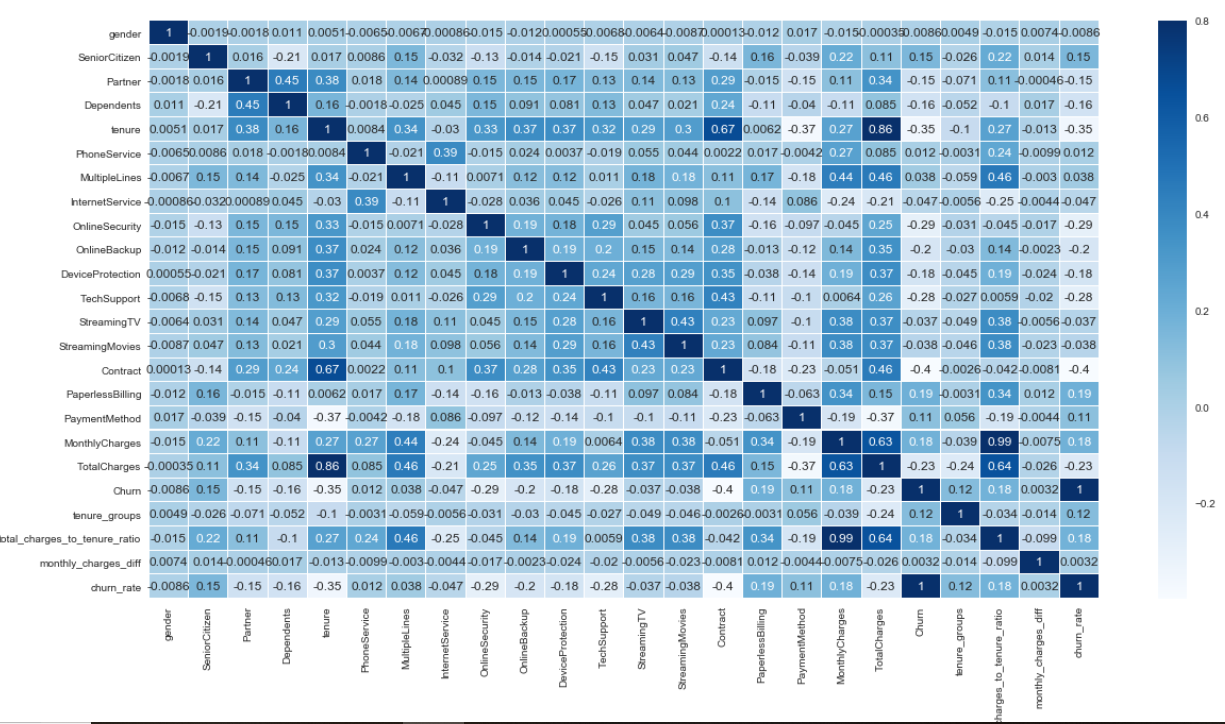 gender 1 -0.0019 -0.0018 0.011 0.0051 -0.0065 0.0067 0.00086 -0.015 -0.012 0.00055 0.0068 -0.0064 0.0087 0.00013 -0.012 0.017 -0.015 0.00035 0.0086 0.0049 -0.015 0.0074 -0.0086
SeniorCitizen -0.0019 1 0.016 -0.21 0.017 0.0086 0.15 -0.032 -0.13 -0.014 -0.021 -0.15 0.031 0.047 -0.14 0.16 -0.039 0.22 0.11 0.15 -0.026 0.22 0.014 0.15
Partner -0.0018 0.016 1 0.45 0.38 0.018 0.14 0.00089 0.15 0.15 0.17 0.13 0.14 0.13 0.29 -0.015 -0.15 0.11 0.34 -0.15 -0.071 0.11 -0.00046 -0.15
Dependents 0.011 -0.21 0.45 1 0.16 -0.0018 -0.025 0.045 0.15 0.091 0.081 0.13 0.047 0.021 0.24 -0.11 -0.04 -0.11 0.085 -0.16 -0.052 -0.1 0.017 -0.16
tenure 0.0051 0.017 0.38 0.16 1 0.0084 0.34 -0.03 0.33 0.37 0.37 0.32 0.29 0.3 0.67 0.0062 -0.37 0.27 0.86 -0.35 -0.1 0.27 -0.013 -0.35
PhoneService -0.0065 0.0086 0.018 -0.0018 0.0084 1 -0.021 0.39 -0.015 0.024 0.0037 -0.019 0.055 0.044 0.0022 0.017 -0.0042 0.27 0.085 0.012 -0.0031 0.24 -0.0099 0.012
MultipleLines -0.0067 0.15 0.14 -0.025 0.34 -0.021 1 -0.11 0.0071 0.12 0.12 0.011 0.18 0.18 0.11 0.17 -0.18 0.44 0.46 0.038 -0.059 0.46 -0.003 0.038
InternetService -0.00086 -0.032 0.00089 0.045 -0.03 0.39 -0.11 1 -0.028 0.036 0.045 -0.026 0.11 0.098 0.1 -0.14 0.086 -0.24 -0.21 -0.047 -0.0056 -0.25 -0.0044 -0.047
OnlineSecurity -0.015 -0.13 0.15 0.15 0.33 -0.015 0.0071 -0.028 1 0.19 0.18 0.29 0.045 0.056 0.37 -0.16 -0.097 -0.045 0.25 -0.29 -0.031 -0.045 -0.017 -0.29
OnlineBackup -0.012 -0.014 0.15 0.091 0.37 0.024 0.12 0.036 0.19 1 0.19 0.2 0.15 0.14 0.28 -0.013 -0.12 0.14 0.35 -0.2 -0.03 0.14 -0.0023 -0.2
DeviceProtection 0.00055 -0.021 0.17 0.081 0.37 0.0037 0.12 0.045 0.18 0.19 1 0.24 0.28 0.29 0.35 -0.038 -0.14 0.19 0.37 -0.18 -0.045 0.19 -0.024 -0.18
TechSupport -0.0068 -0.15 0.13 0.13 0.32 -0.019 0.011 -0.026 0.29 0.2 0.24 1 0.16 0.16 0.43 -0.11 -0.1 0.0064 0.26 -0.28 -0.027 0.0059 -0.02 -0.28
StreamingTV -0.0064 0.031 0.14 0.047 0.29 0.055 0.18 0.11 0.045 0.15 0.28 0.16 1 0.43 0.23 0.097 -0.1 0.38 0.37 -0.037 -0.049 0.38 -0.0056 -0.037
StreamingMovies -0.0087 0.047 0.13 0.021 0.3 0.044 0.18 0.098 0.056 0.14 0.29 0.16 0.43 1 0.23 0.084 -0.11 0.38 0.37 -0.038 -0.046 0.38 -0.023 -0.038
Contract 0.00013 -0.14 0.29 0.24 0.67 0.0022 0.11 0.1 0.37 0.28 0.35 0.43 0.23 0.23 1 -0.18 -0.23 -0.051 0.46 -0.4 -0.0026 -0.042 -0.0081 -0.4
PaperlessBilling -0.012 0.16 -0.015 -0.11 0.0062 0.017 0.17 -0.14 -0.16 -0.013 -0.038 -0.11 0.097 0.084 -0.18 1 -0.063 0.34 0.15 0.19 -0.0031 0.34 0.012 0.19
PaymentMethod 0.017 -0.039 -0.15 -0.04 -0.37 -0.0042 -0.18 0.086 -0.097 -0.12 -0.14 -0.1 -0.1 -0.11 -0.23 -0.063 1 -0.19 -0.37 0.11 0.056 -0.19 -0.0044 0.11
MonthlyCharges -0.015 0.22 0.11 -0.11 0.27 0.27 0.44 -0.24 -0.045 0.14 0.19 0.0064 0.38 0.38 -0.051 0.34 -0.19 1 0.63 0.18 -0.039 0.99 -0.0075 0.18
TotalCharges -0.00035 0.11 0.34 0.085 0.86 0.085 0.46 -0.21 0.25 0.35 0.37 0.26 0.37 0.37 0.46 0.15 -0.37 0.63 1 -0.23 -0.24 0.64 -0.026 -0.23
Churn -0.0086 0.15 -0.15 -0.16 -0.35 0.012 0.038 -0.047 -0.29 -0.2 -0.18 -0.28 -0.037 -0.038 -0.4 0.19 0.11 0.18 -0.23 1 0.12 0.18 0.0032 1
tenure_groups 0.0049 -0.026 -0.071 -0.052 -0.1 -0.0031 -0.059 -0.0056 -0.031 -0.03 -0.045 -0.027 -0.049 -0.046 -0.0026 0.0031 0.056 -0.039 -0.24 0.12 1 -0.034 -0.014 0.12
total_charges_to_tenure_ratio -0.015 0.22 0.11 -0.1 0.27 0.24 0.46 -0.25 -0.045 0.14 0.19 0.0059 0.38 0.38 -0.042 0.34 -0.19 0.99 0.64 0.18 -0.034 1 -0.099 0.18
monthly_charges_diff 0.0074 0.014 -0.00046 0.017 -0.013 -0.0099 -0.003 -0.0044 -0.017 -0.0023 -0.024 -0.02 -0.0056 -0.023 -0.0081 0.012 -0.0044 -0.0075 -0.026 0.0032 -0.014 -0.099 1 0.0032
churn_rate -0.0086 0.15 -0.15 -0.16 -0.35 0.012 0.038 -0.047 -0.29 -0.2 -0.18 -0.28 -0.037 -0.038 -0.4 0.19 0.11 0.18 -0.23 1 0.12 0.18 0.0032 1
gender SeniorCitizen Partner Dependents tenure PhoneService MultipleLines InternetService OnlineSecurity OnlineBackup DeviceProtection TechSupport StreamingTV StreamingMovies Contract PaperlessBilling PaymentMethod MonthlyCharges TotalCharges Churn tenure_groups charges_to_tenure_ratio monthly_charges_diff churn_rate
0.8
0.6
0.4
0.2
0.0
−0.2